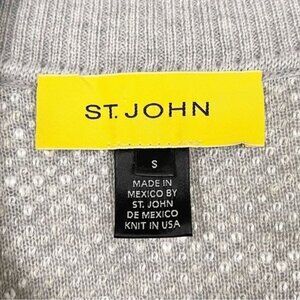 ST. JOHN
S
MADE IN
MEXICO BY
ST. JOHN
DE MEXICO
KNIT IN USA